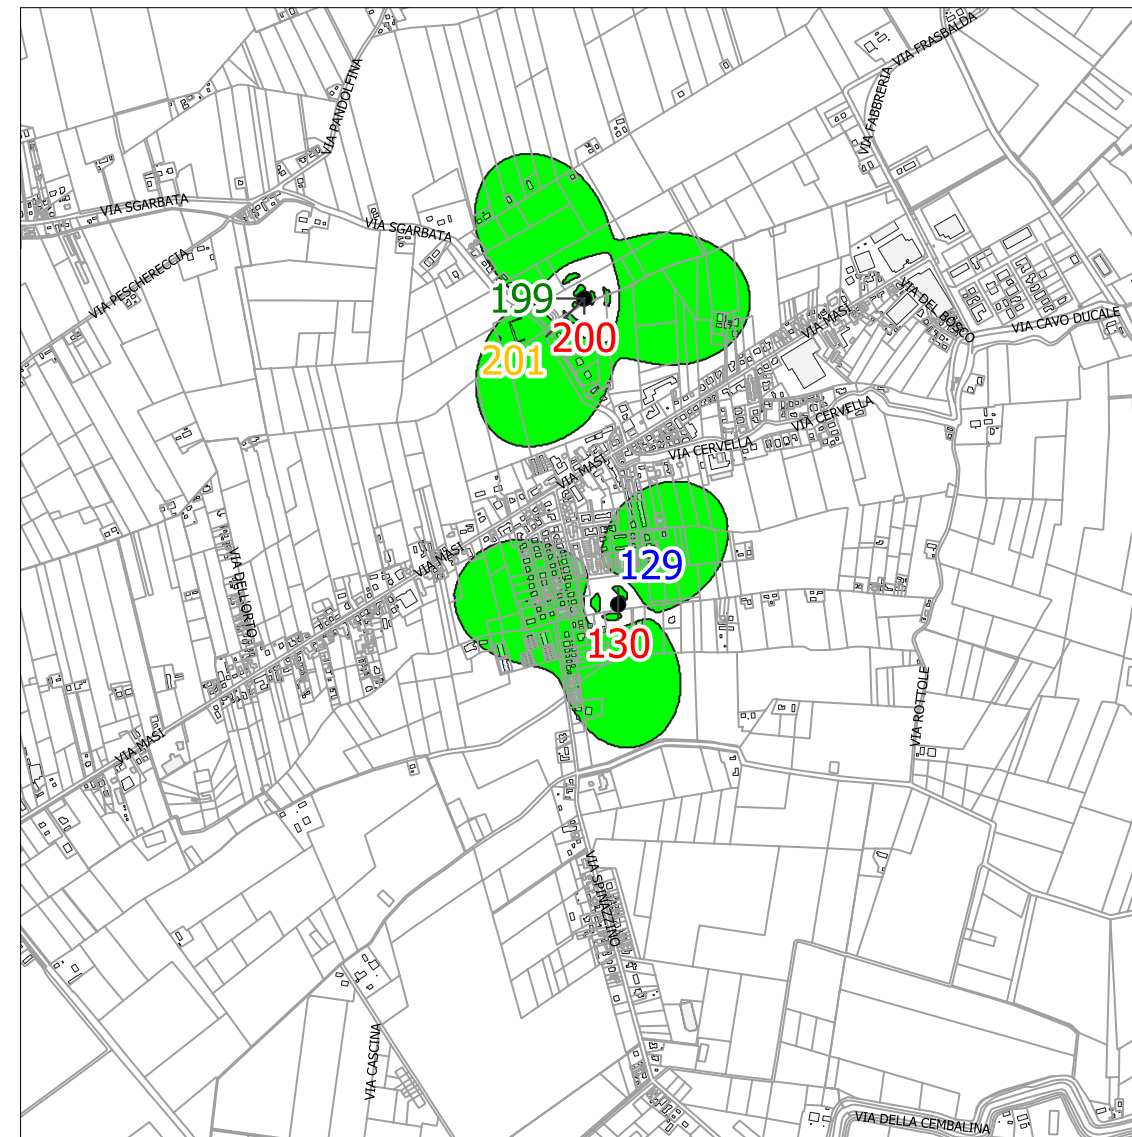 VIA FRASBALDA
VIA PANDOLFINA
VIA FABBRERIA
VIA SGARBATA
VIA SGARBATA
VIA PESCHERECCIA
199
VIA DEL BOSCO
VIA CAVO DUCALE
VIA MASI
200
201
VIA CERVELLA
VIA CERVELLA
VIA MASI
VIA MASI
129
VIA DELL'ORTO
130
VIA ROTTOLE
VIA MASI
VIA SPINAZZINO
VIA CASCINA
VIA DELLA CEMBALINA